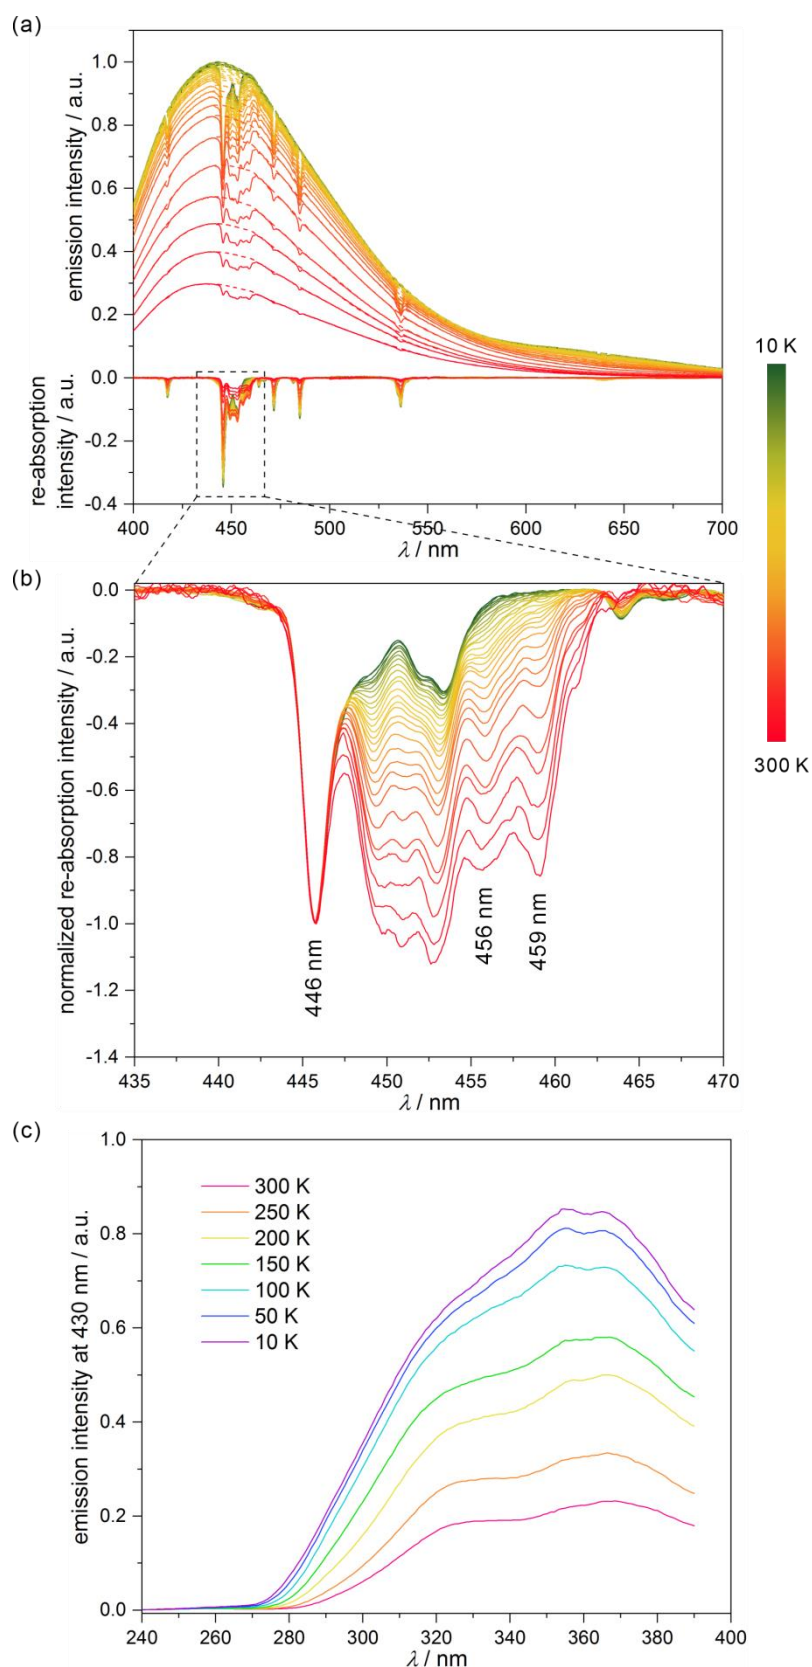 (a)
1.0
0.8
0.6
0.4
0.2
0.0
-0.2
-0.4
emission intensity / a.u.
re-absorption
intensity / a.u.
400 450 500 550 600 650 700
λ / nm
10 K
300 K
(b)
0.0
-0.2
-0.4
-0.6
-0.8
-1.0
-1.2
-1.4
normalized re-absorption intensity / a.u.
446 nm
456 nm
459 nm
435 440 445 450 455 460 465 470
λ / nm
(c)
1.0
0.8
0.6
0.4
0.2
0.0
emission intensity at 430 nm / a.u.
300 K
250 K
200 K
150 K
100 K
50 K
10 K
240 260 280 300 320 340 360 380 400
λ / nm